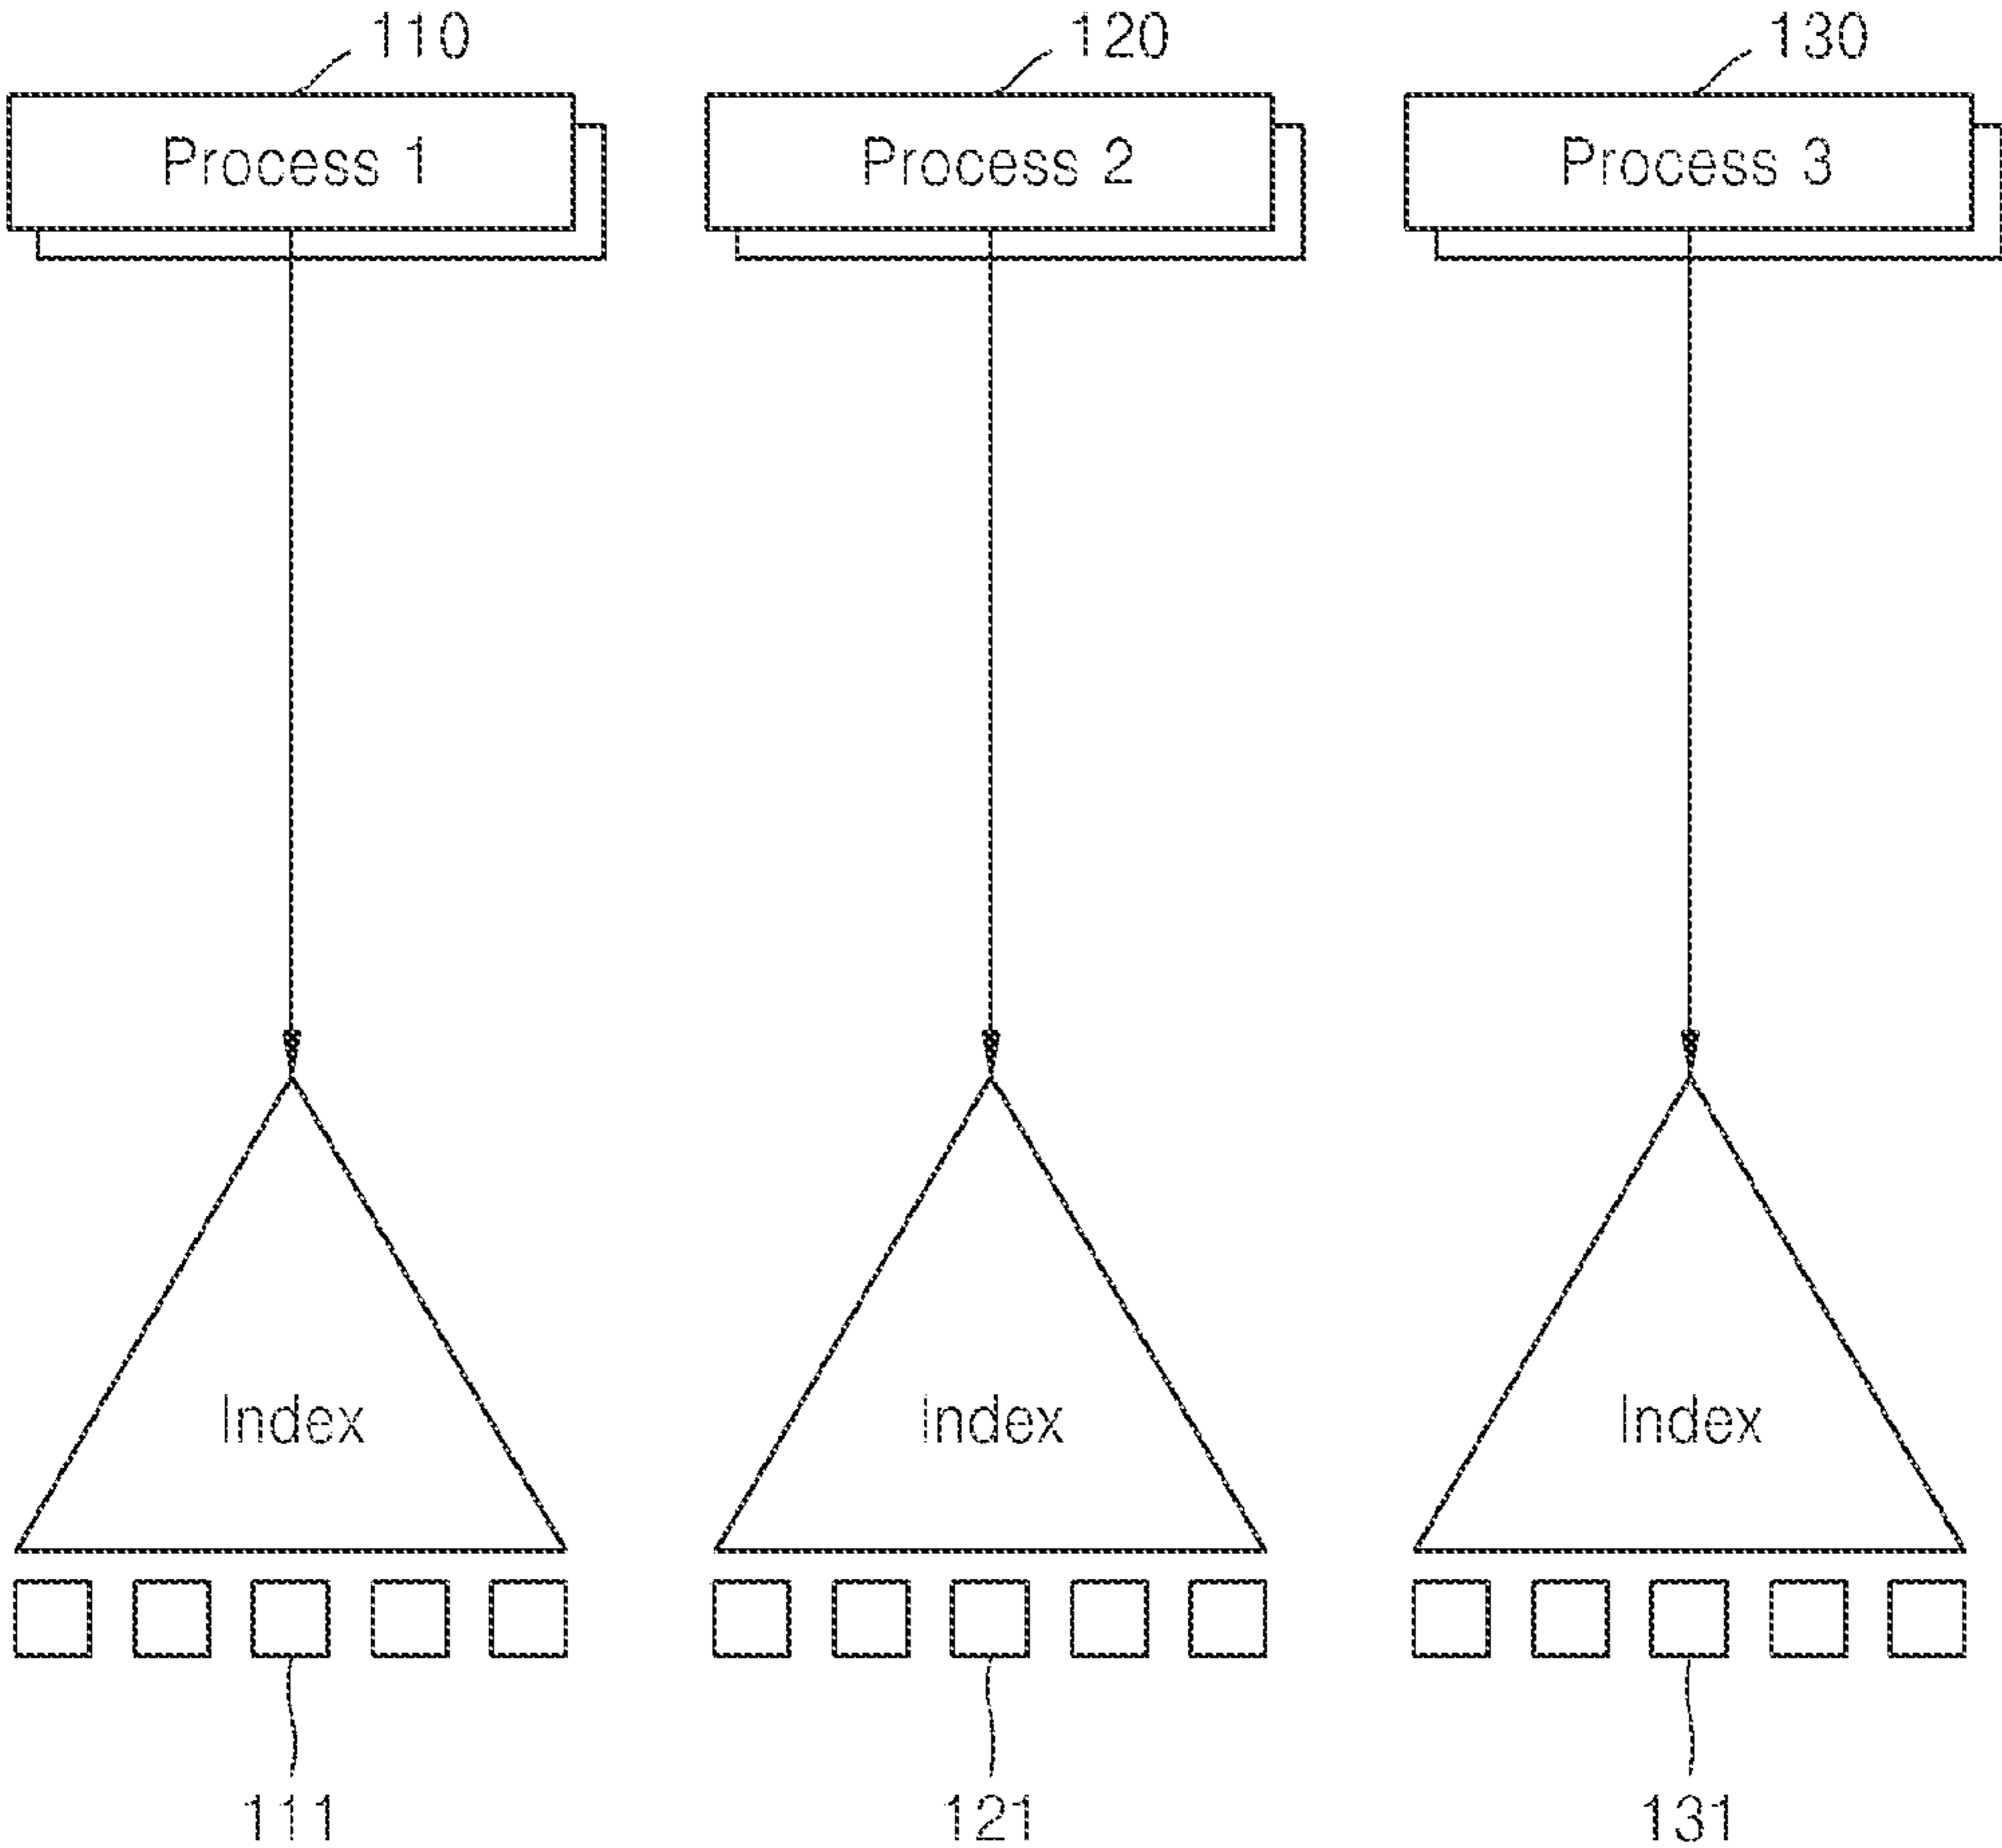 110 120 130
Process 1 Process 2 Process 3
Index Index Index
111 121 131